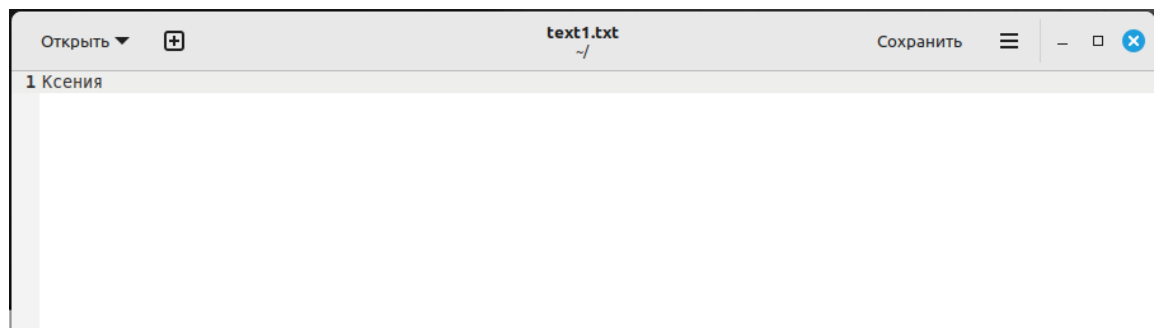 Открыть
text1.txt
~/
Сохранить
1 Ксения